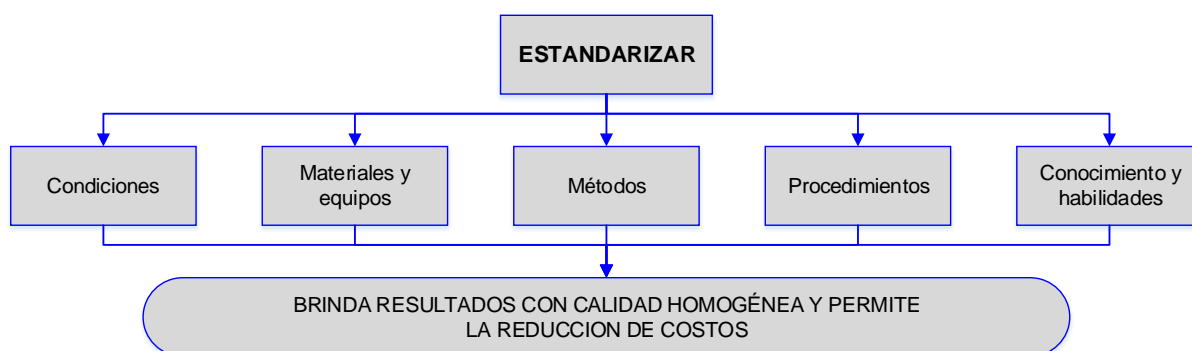 ESTANDARIZAR
Condiciones
Materiales y
equipos
Métodos
Procedimientos
Conocimiento y
habilidades
BRINDA RESULTADOS CON CALIDAD HOMOGÉNEA Y PERMITE
LA REDUCCION DE COSTOS